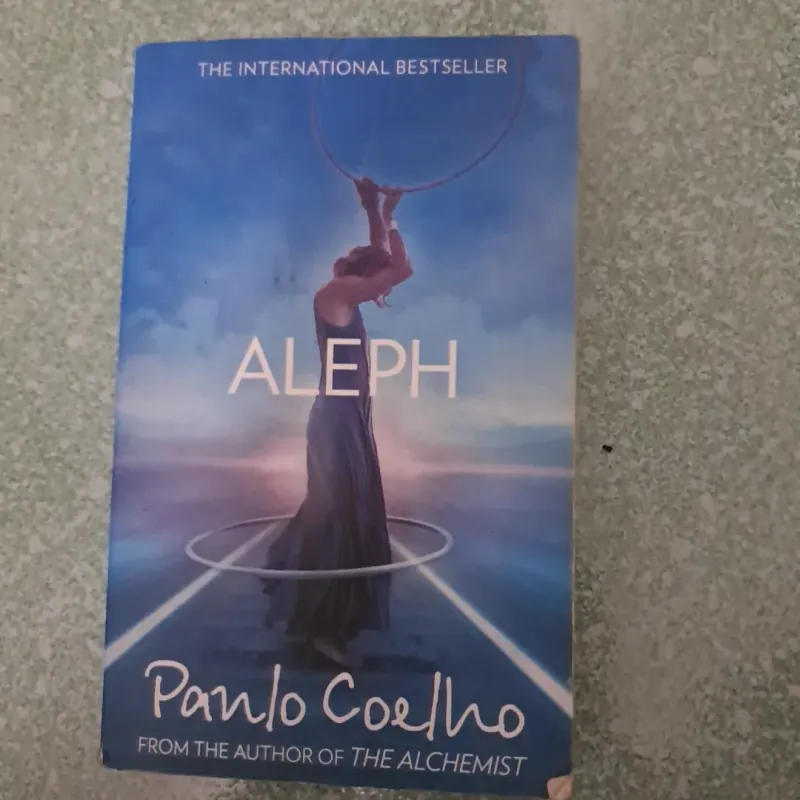 THE INTERNATIONAL BESTSELLER
ALEPH
Paulo Coelho
FROM THE AUTHOR OF THE ALCHEMIST